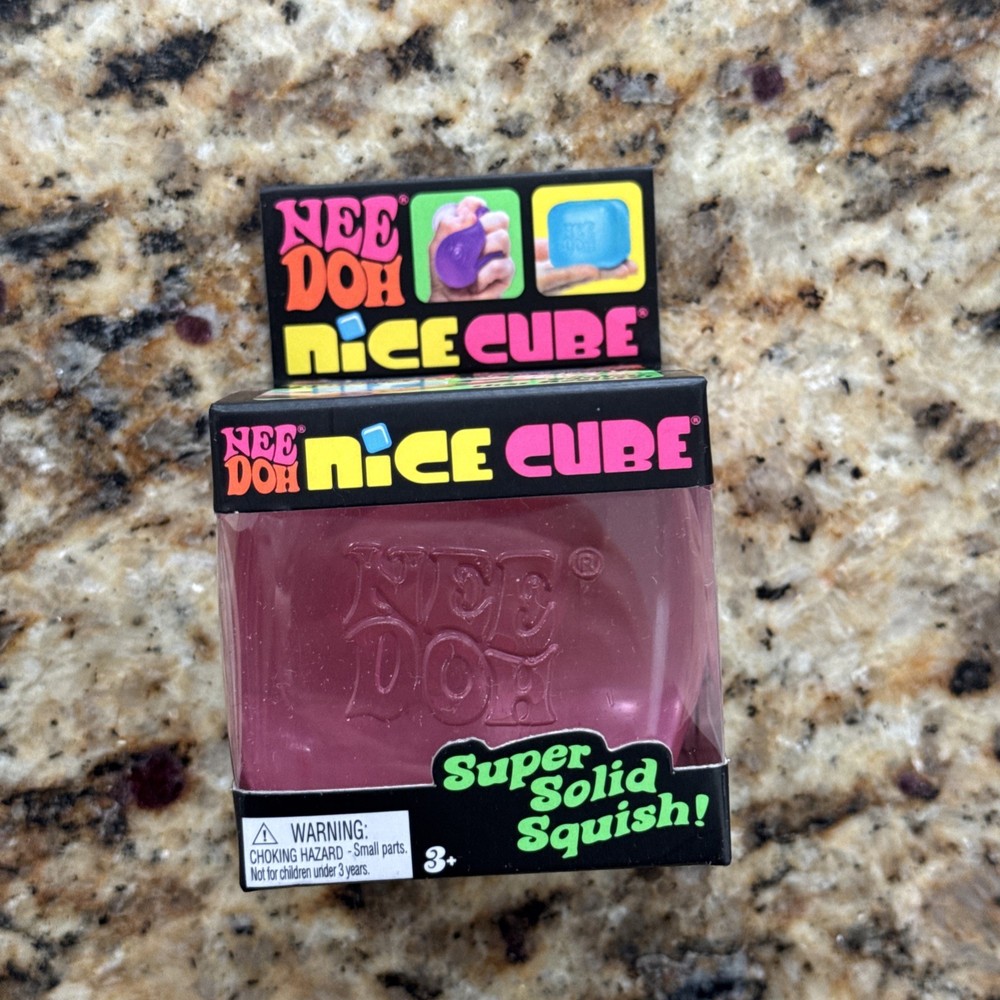 NEE®
DOH
NiCE CUBE®
NEE®
DOH NiCE CUBE®
NEE®
DOH
Super
Solid
Squish!
WARNING:
CHOKING HAZARD - Small parts.
Not for children under 3 years.
3+